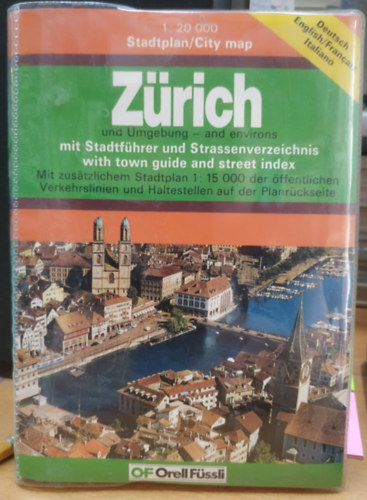 1: 20 000
Stadtplan/City map
Deutsch
English/Français
Italiano
Zürich
und Umgebung – and environs
mit Stadtführer und Strassenverzeichnis
with town guide and street index
Mit zusätzlichem Stadtplan 1: 15 000 der öffentlichen
Verkehrslinien und Haltestellen auf der Planrückseite
OF Orell Füssli